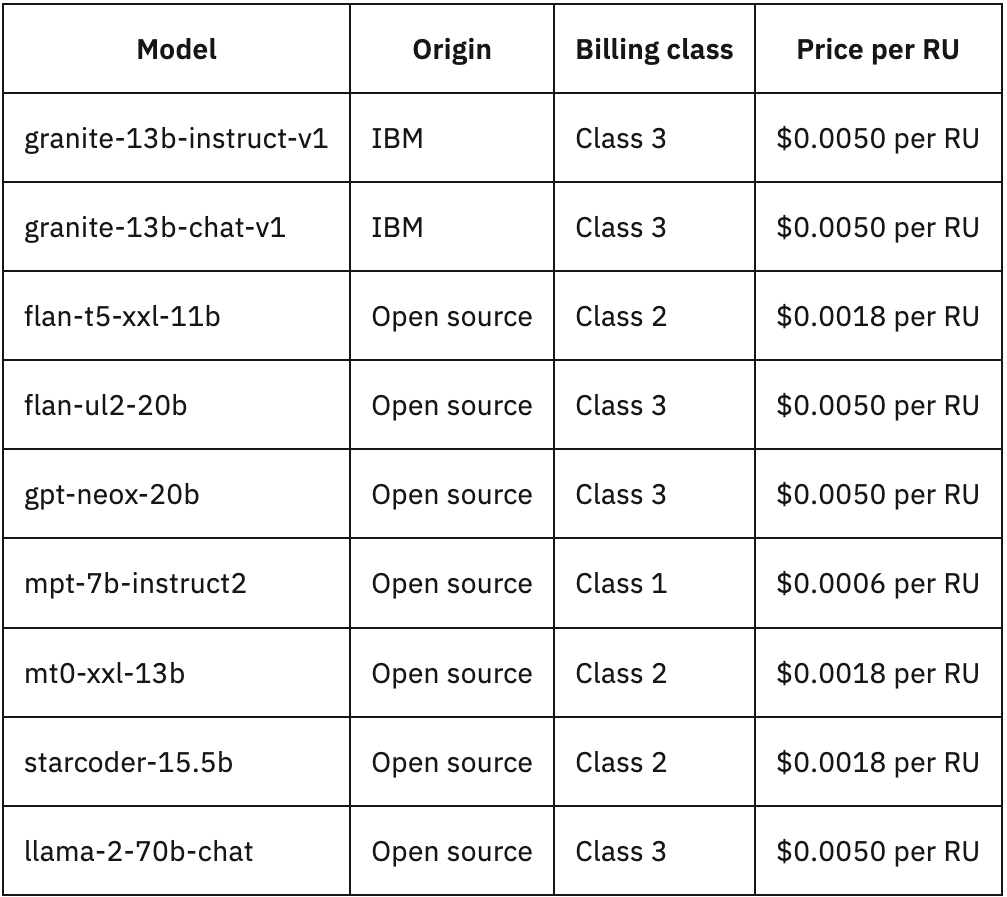 Model Origin Billing class Price per RU
granite-13b-instruct-v1 IBM Class 3 $0.0050 per RU
granite-13b-chat-v1 IBM Class 3 $0.0050 per RU
flan-t5-xxl-11b Open source Class 2 $0.0018 per RU
flan-ul2-20b Open source Class 3 $0.0050 per RU
gpt-neox-20b Open source Class 3 $0.0050 per RU
mpt-7b-instruct2 Open source Class 1 $0.0006 per RU
mt0-xxl-13b Open source Class 2 $0.0018 per RU
starcoder-15.5b Open source Class 2 $0.0018 per RU
llama-2-70b-chat Open source Class 3 $0.0050 per RU